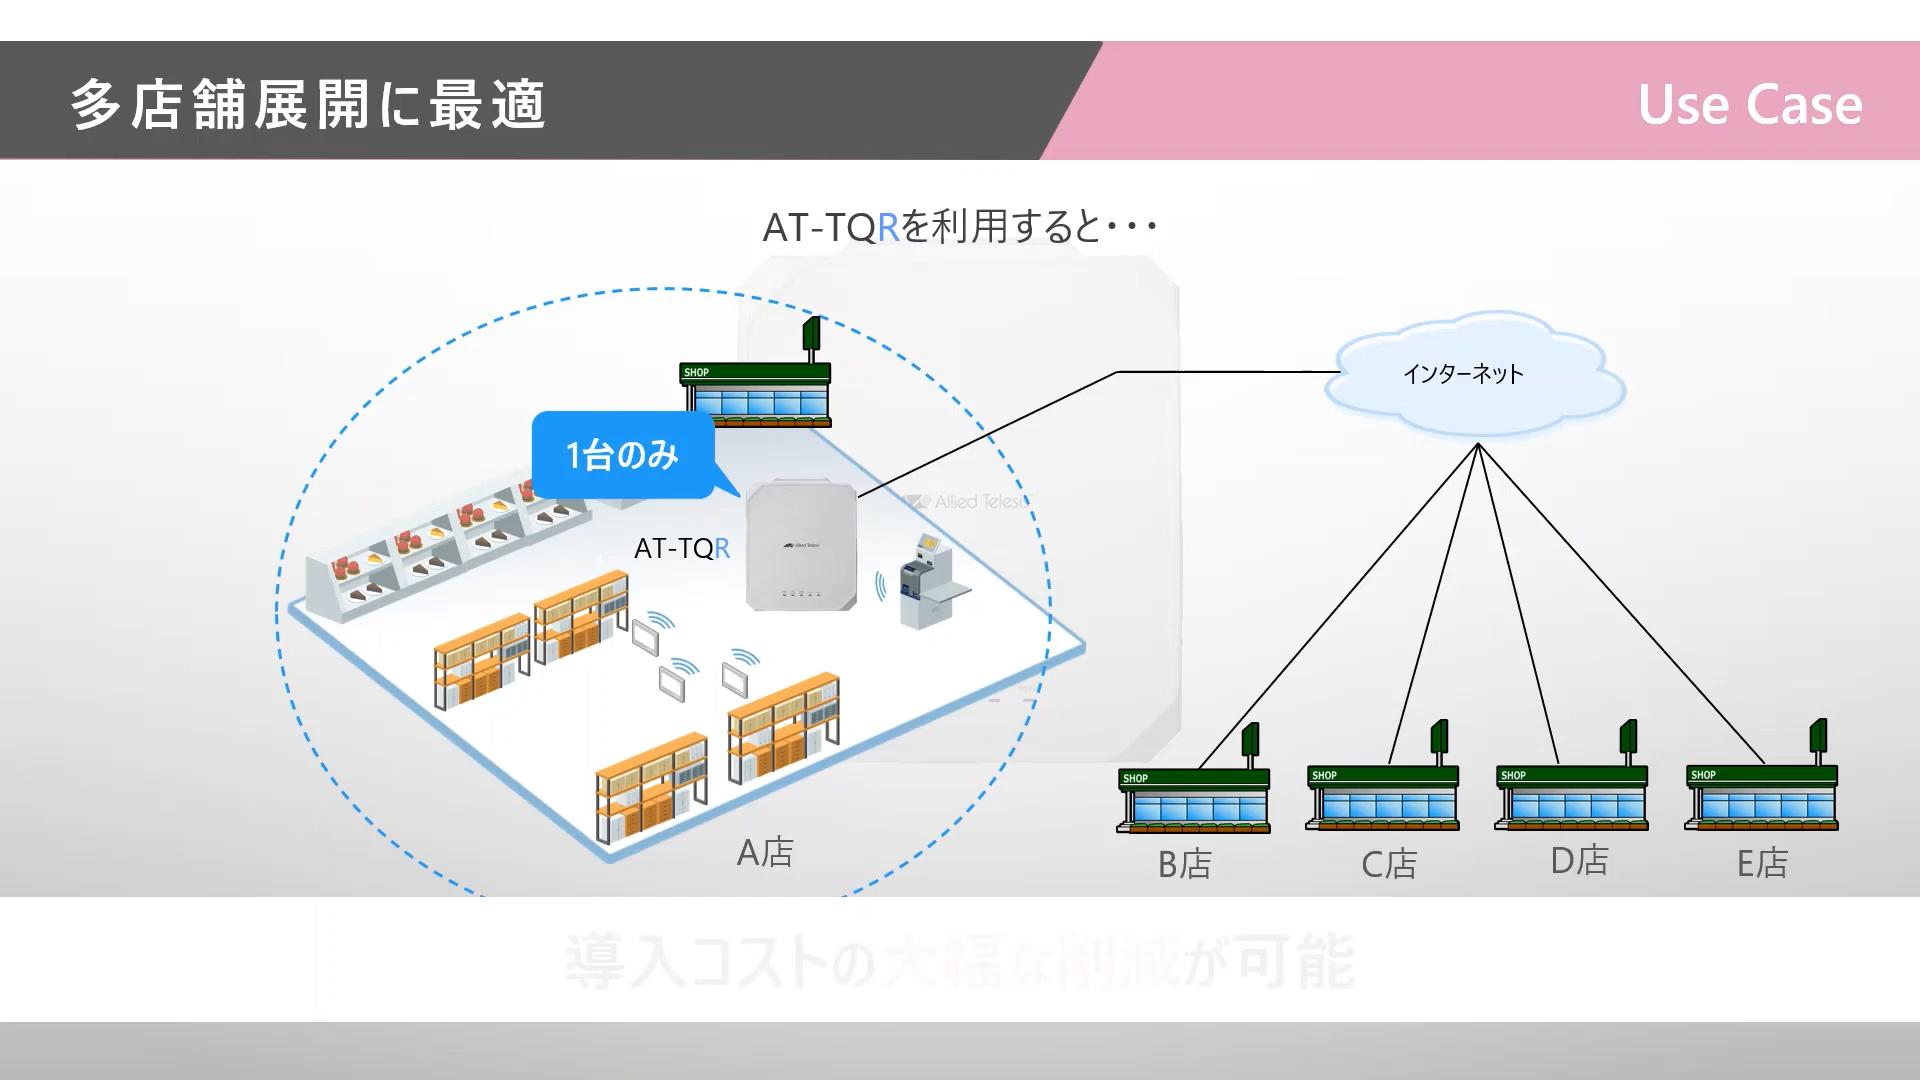 多店舗展開に最適
Use Case
AT-TQRを利用すると・・・
SHOP
1台のみ
AT-TQR
Allied Telesis
Allied Telesis
インターネット
A店
SHOP
SHOP
SHOP
SHOP
B店
C店
D店
E店
導入コストの大幅な削減が可能